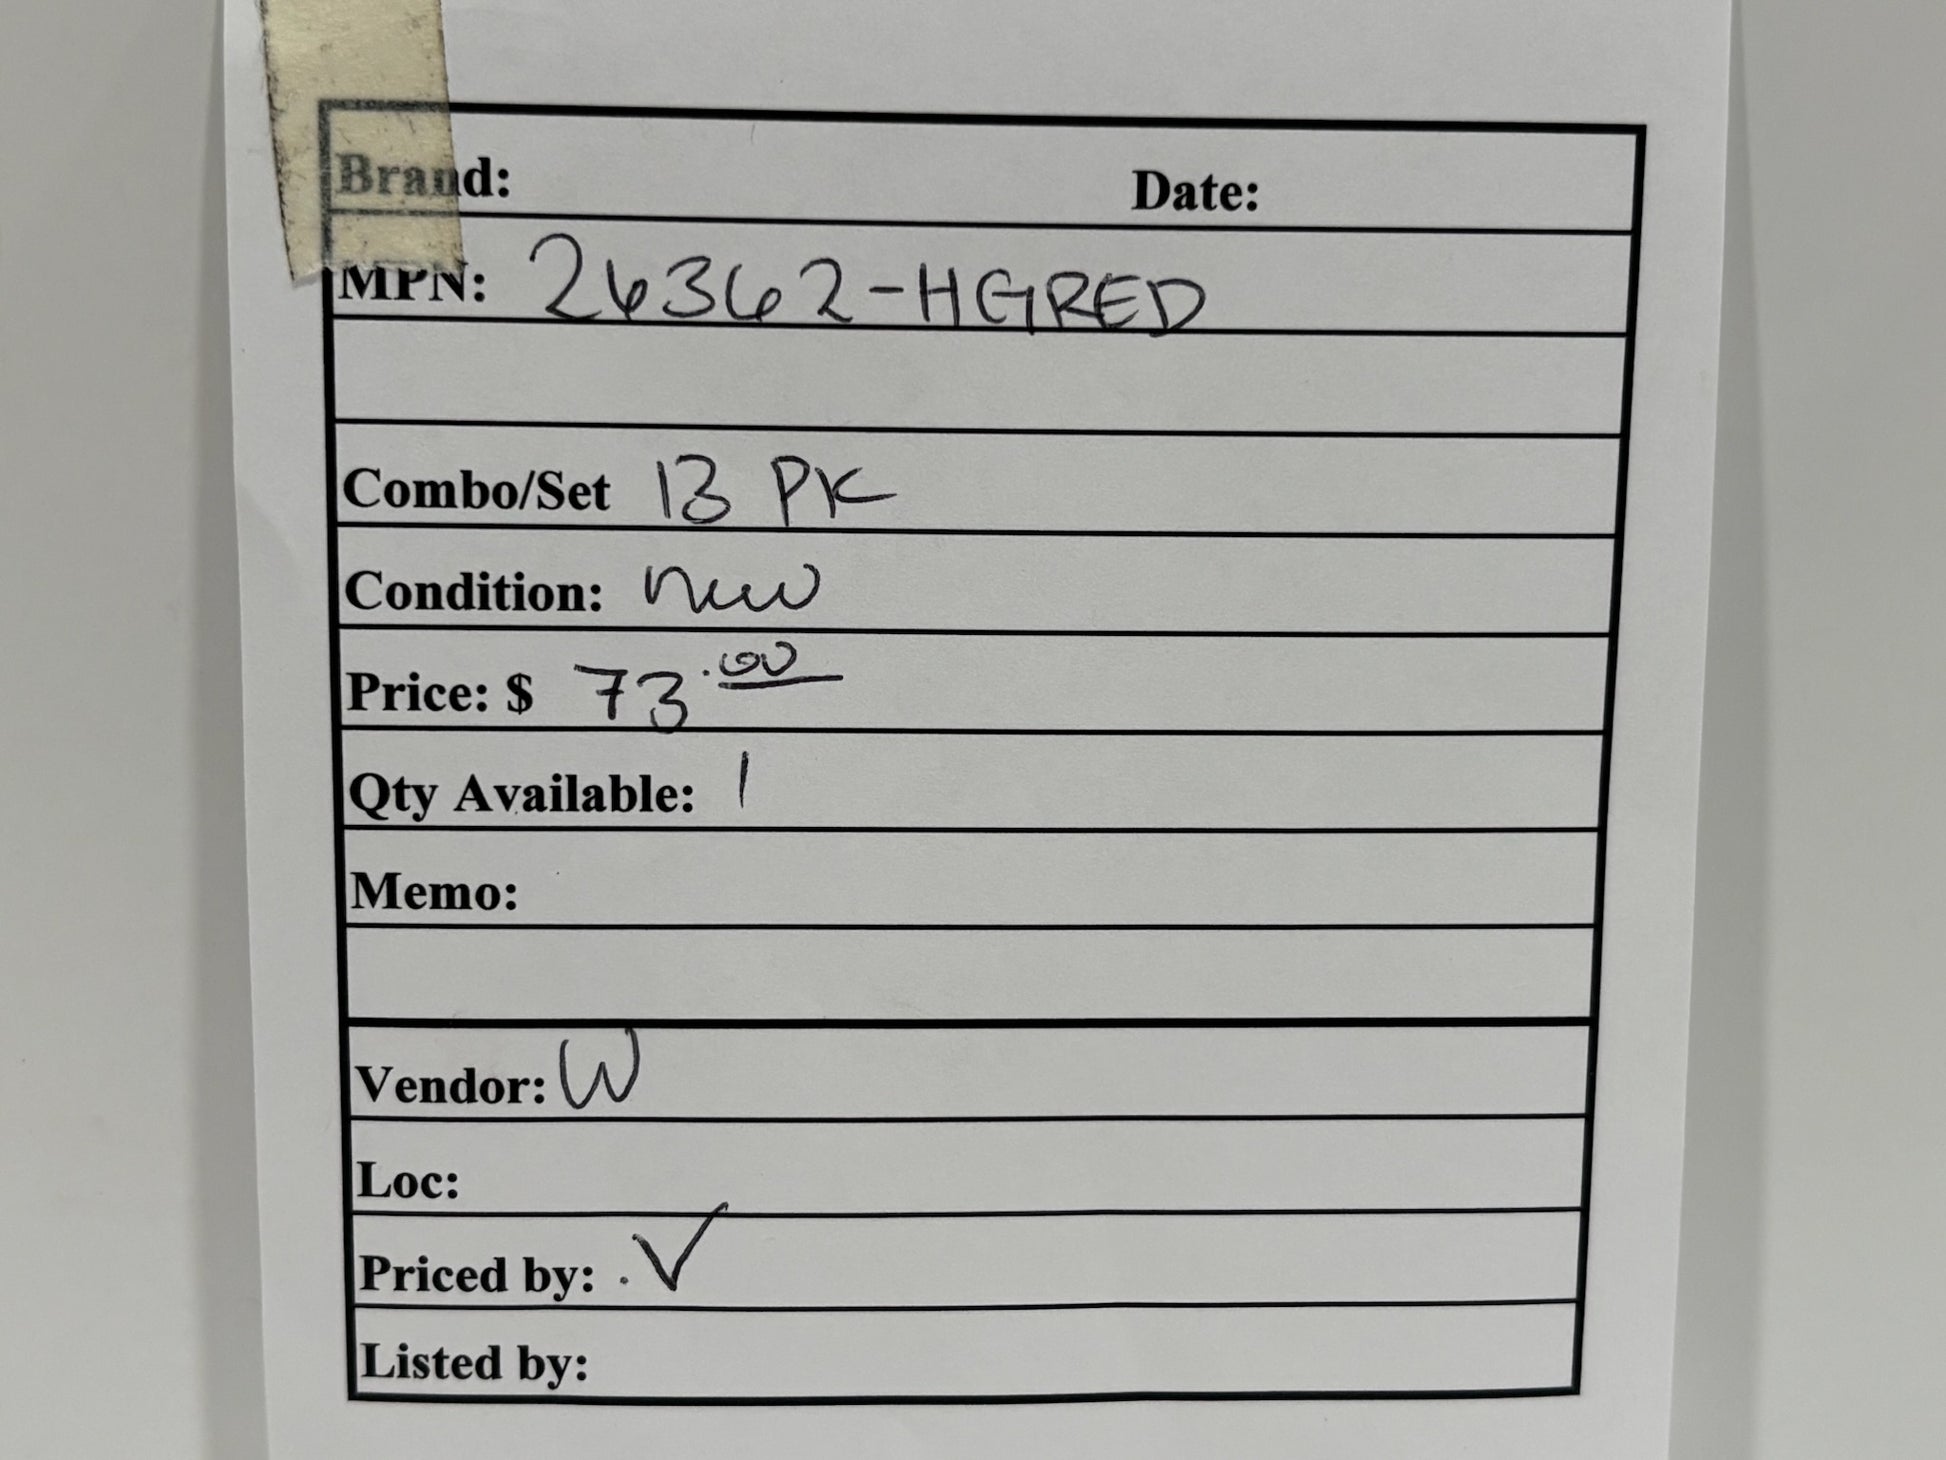 Brand: Date:
MPN: 26362-HGRED
Combo/Set 13 PK
Condition: new
Price: $ 73.00
Qty Available: 1
Memo:
Vendor: W
Loc:
Priced by: . ✓
Listed by: